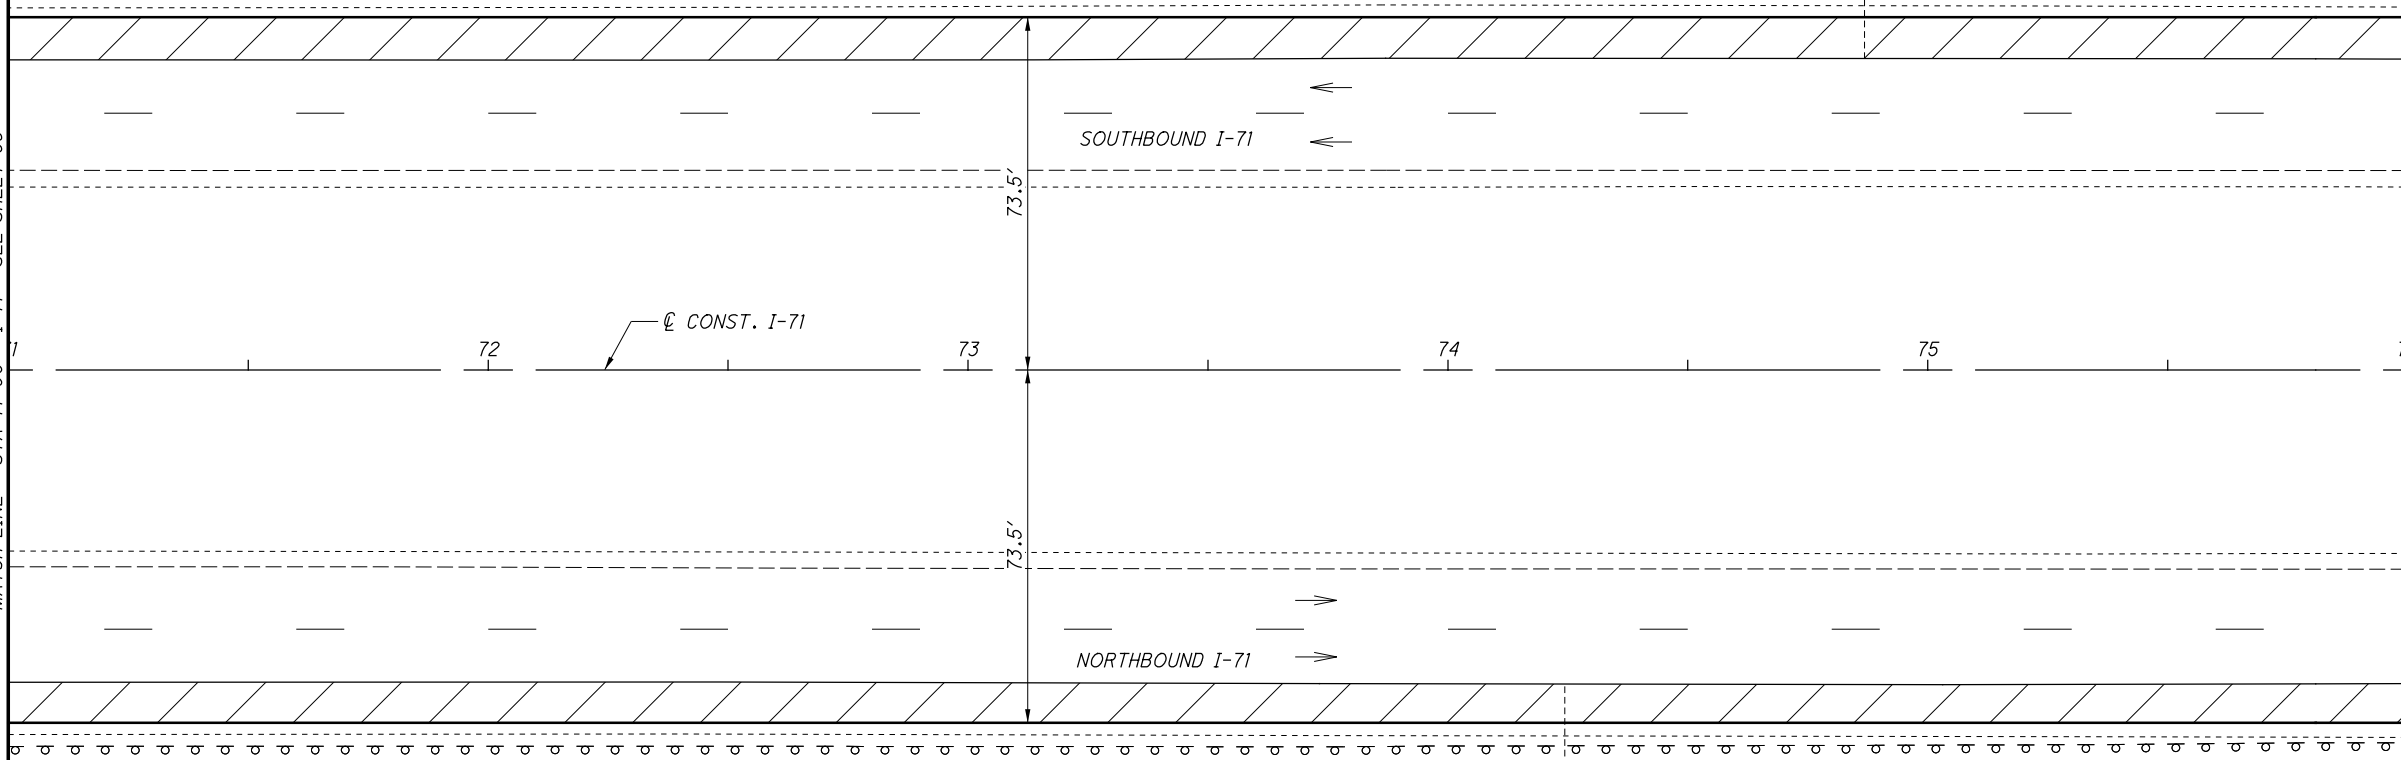 SOUTHBOUND I-71
73.5'
℄ CONST. I-71
72
73
74
75
73.5'
NORTHBOUND I-71